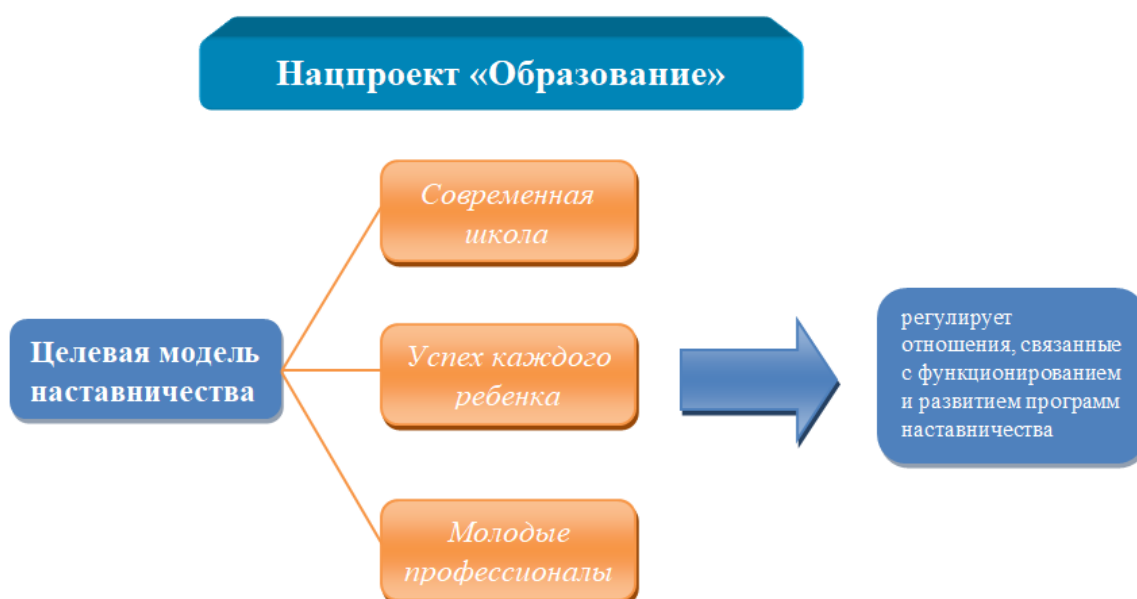 Нацпроект «Образование»
Современная
школа
Целевая модель
наставничества
Успех каждого
ребенка
Молодые
профессионалы
регулирует
отношения, связанные
с функционированием
и развитием программ
наставничества